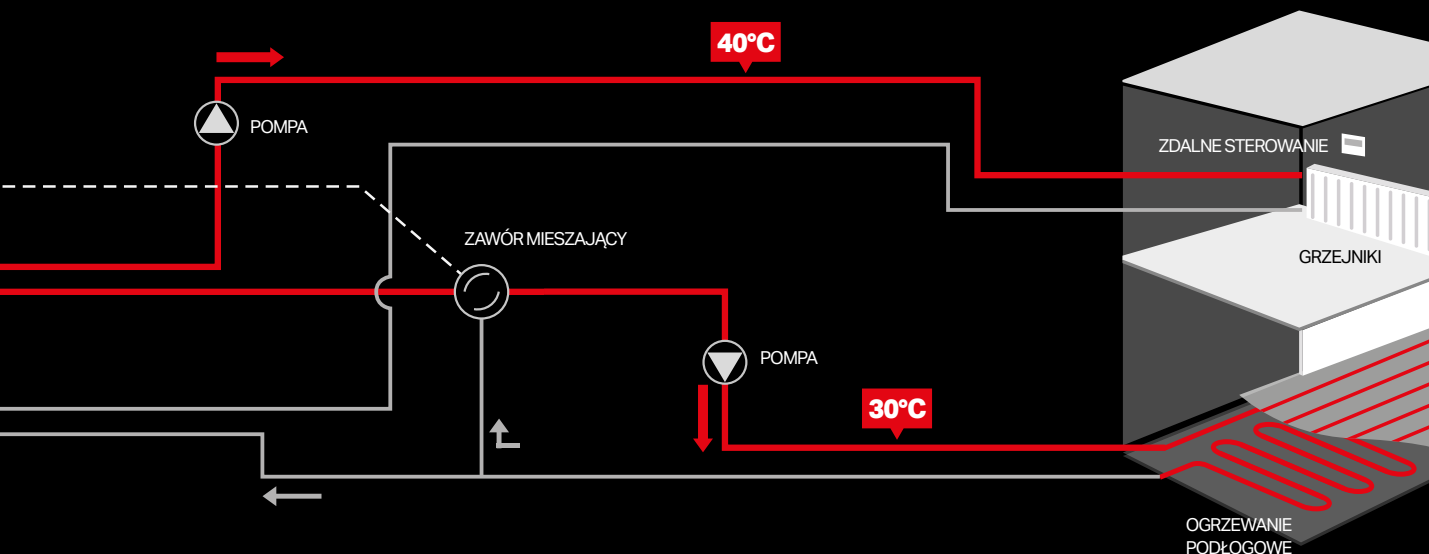 40°C
POMPA
ZDALNE STEROWANIE
ZAWÓR MIESZAJĄCY
GRZEJNIKI
POMPA
30°C
OGRZEWANIE
PODŁOGOWE